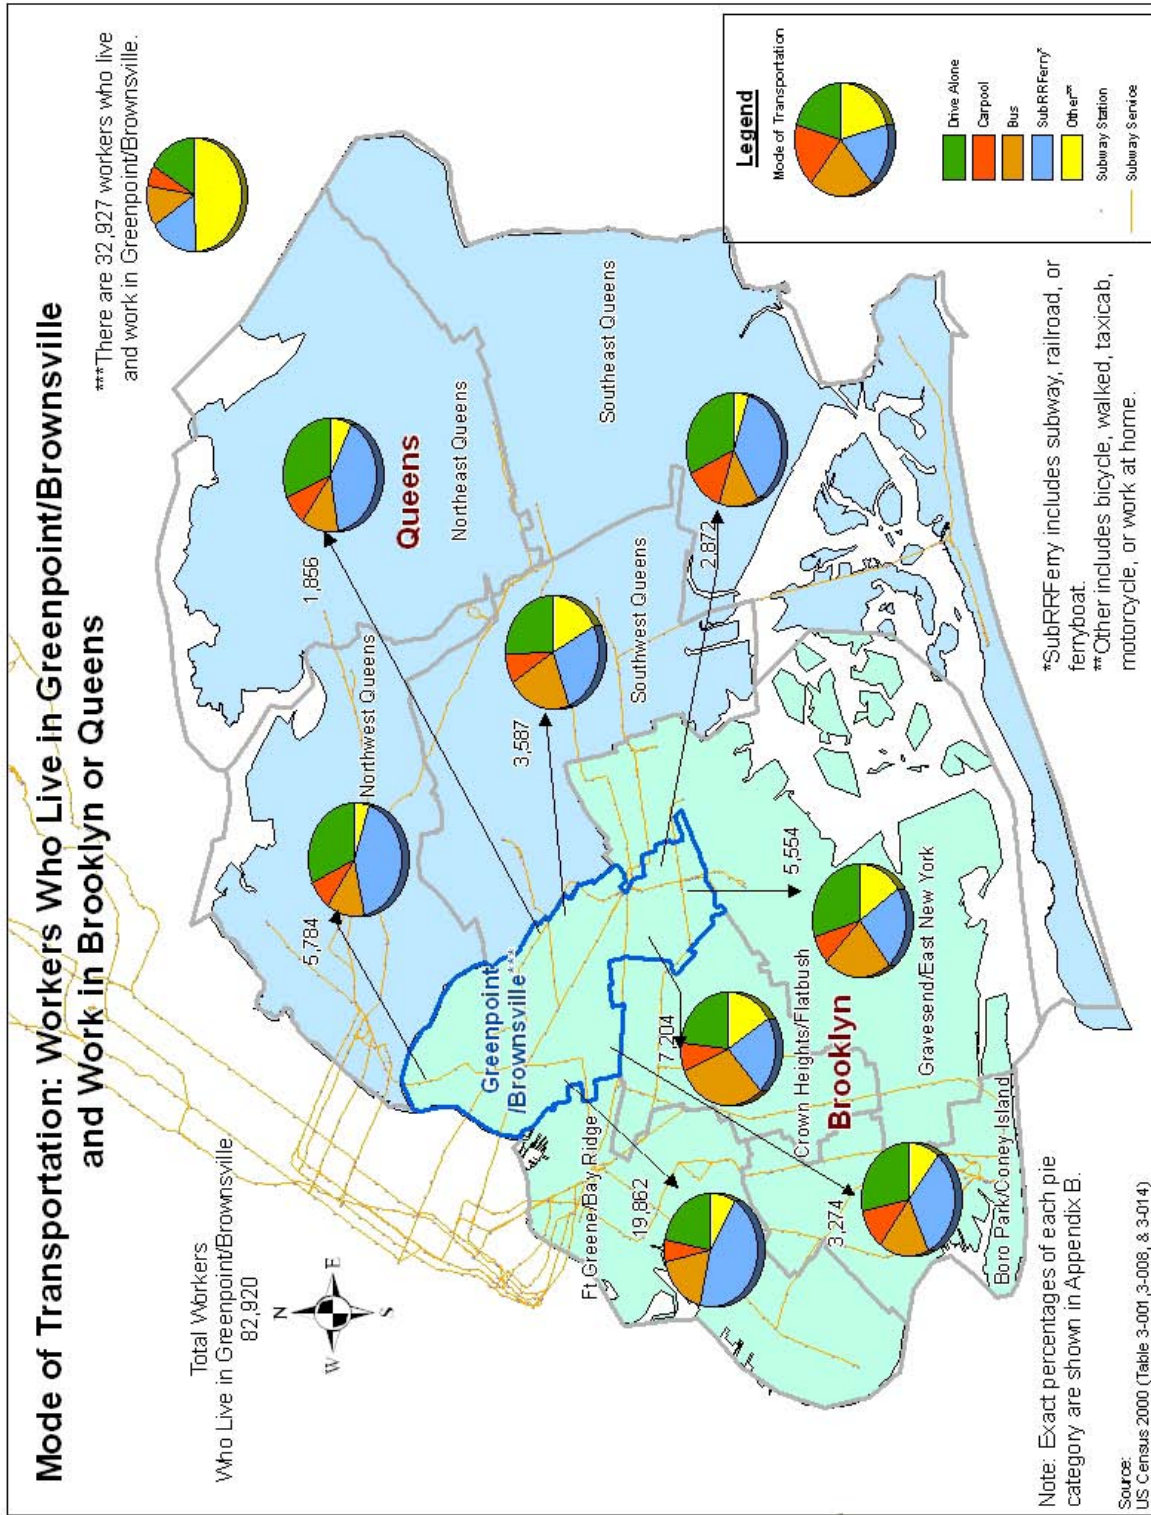 Mode of Transportation: Workers Who Live in Greenpoint/Brownsville
and Work in Brooklyn or Queens
***There are 32,927 workers who live
and work in Greenpoint/Brownsville.
Total Workers
Who Live in Greenpoint/Brownsville
82,920
N
W
E
S
5,784
Northwest Queens
1,856
Queens
Northeast Queens
3,587
Southwest Queens
Southeast Queens
2,872
Greenpoint
/Brownsville***
Ft Greene/Bay Ridge
19,862
7,204
5,554
Crown Heights/Flatbush
Brooklyn
3,274
Gravesend/East New York
Boro Park/Coney Island
Legend
Mode of Transportation
Drive Alone
Carpool
Bus
SubRRFerry*
Other**
Subway Station
Subway Service
*SubRRFerry includes subway, railroad, or
ferryboat.
**Other includes bicycle, walked, taxicab,
motorcycle, or work at home.
Note: Exact percentages of each pie
category are shown in Appendix B.
Source:
US Census 2000 (Table 3-001,3-008, & 3-014)